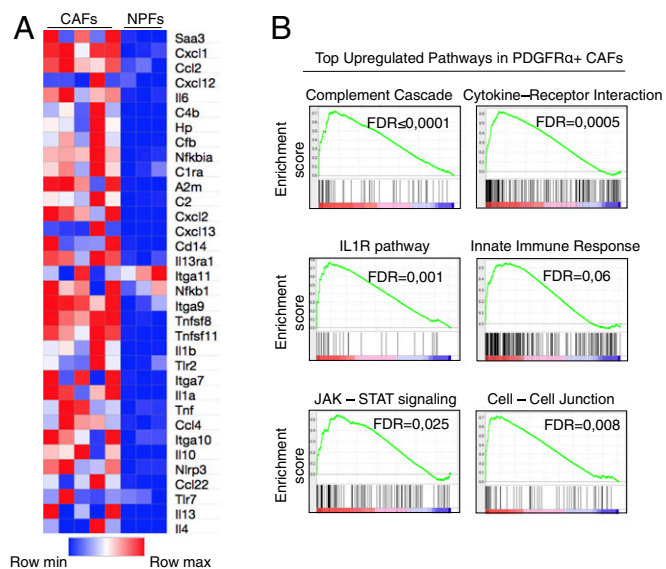 A
CAFs NPFs
Saa3
Cxcl1
Ccl2
Cxcl12
Il6
C4b
Hp
Cfb
Nfkbia
C1ra
A2m
C2
Cxcl2
Cxcl13
Cd14
Il13ra1
Itga11
Nfkb1
Itga9
Tnfsf8
Tnfsf11
Il1b
Tlr2
Itga7
Il1a
Tnf
Ccl4
Itga10
Il10
Nlrp3
Ccl22
Tlr7
Il13
Il4
Row min Row max
B
Top Upregulated Pathways in PDGFRα+ CAFs
Complement Cascade Cytokine–Receptor Interaction
Enrichment
score
FDR≤0,0001 FDR=0,0005
IL1R pathway Innate Immune Response
Enrichment
score
FDR=0,001 FDR=0,06
JAK – STAT signaling Cell – Cell Junction
Enrichment
score
FDR=0,025 FDR=0,008